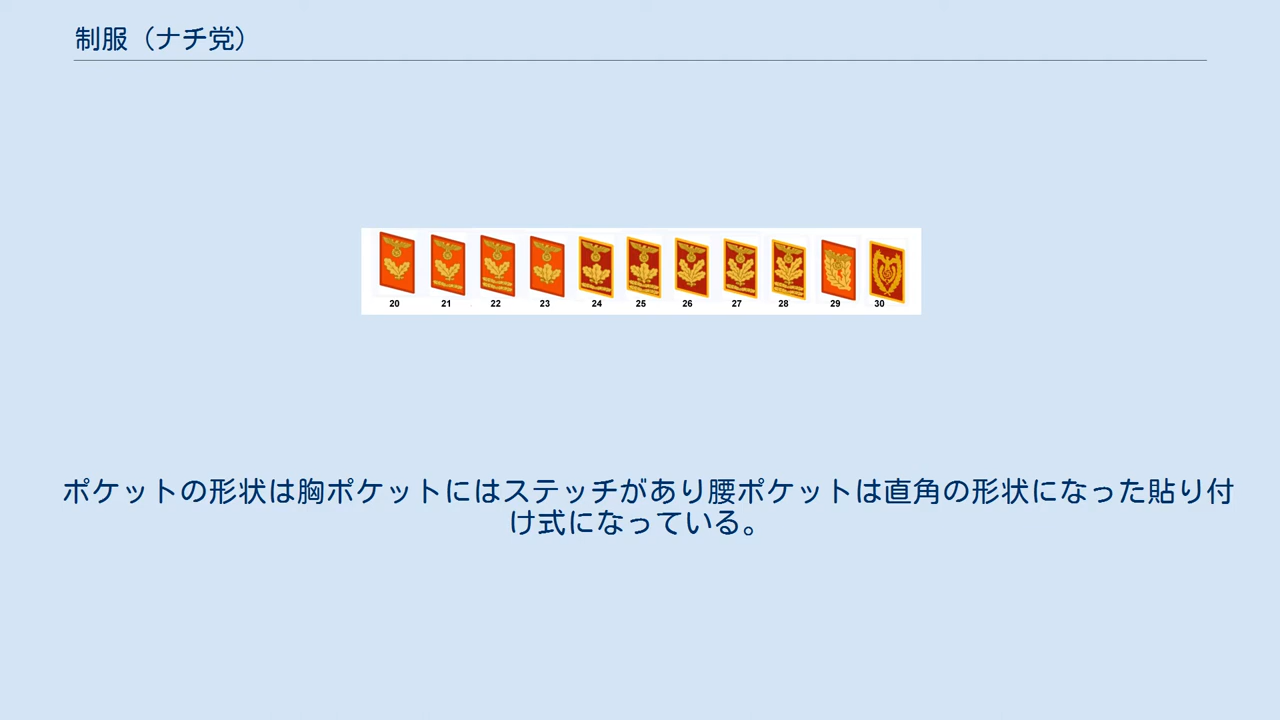 制服（ナチ党）
20 21 22 23 24 25 26 27 28 29 30
ポケットの形状は胸ポケットにはステッチがあり腰ポケットは直角の形状になった貼り付
け式になっている。